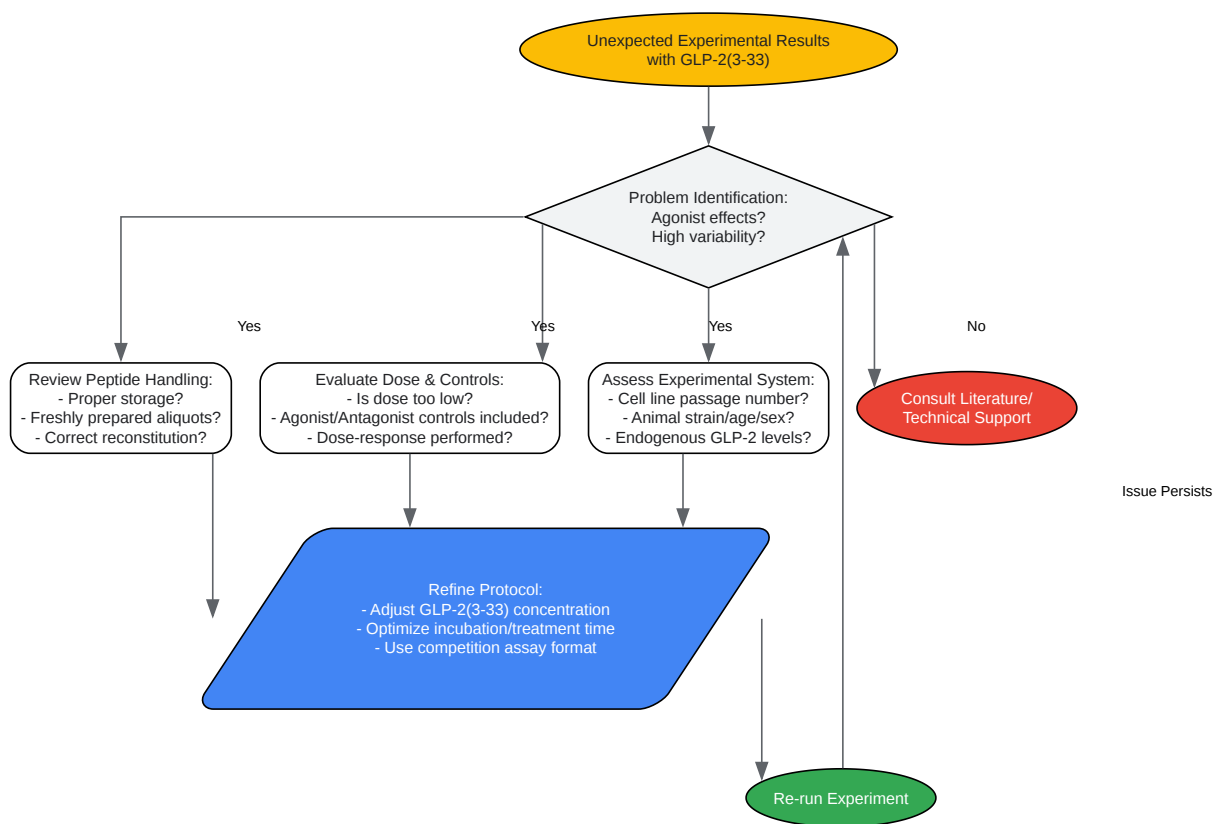 Unexpected Experimental Results
with GLP-2(3-33)
Problem Identification:
Agonist effects?
High variability?
Yes
Yes
Yes
No
Review Peptide Handling:
- Proper storage?
- Freshly prepared aliquots?
- Correct reconstitution?
Evaluate Dose & Controls:
- Is dose too low?
- Agonist/Antagonist controls included?
- Dose-response performed?
Assess Experimental System:
- Cell line passage number?
- Animal strain/age/sex?
- Endogenous GLP-2 levels?
Consult Literature/
Technical Support
Issue Persists
Refine Protocol:
- Adjust GLP-2(3-33) concentration
- Optimize incubation/treatment time
- Use competition assay format
Re-run Experiment